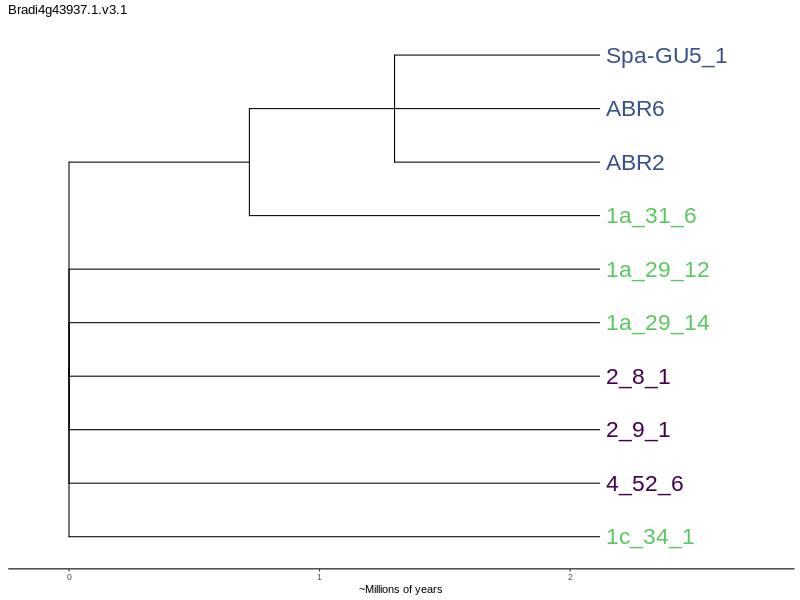 Bradi4g43937.1.v3.1
Spa-GU5_1
ABR6
ABR2
1a_31_6
1a_29_12
1a_29_14
2_8_1
2_9_1
4_52_6
1c_34_1
0 1 2
~Millions of years